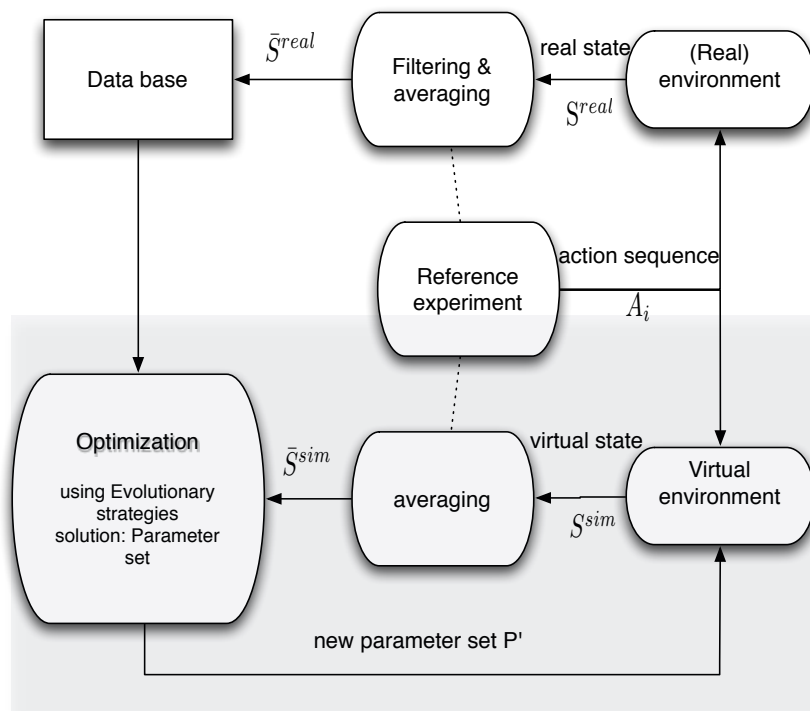 Data base
S̄^{real}
Filtering &
averaging
real state
S^{real}
(Real)
environment
Reference
experiment
action sequence
A_i
Optimization
using Evolutionary
strategies
solution: Parameter
set
S̄^{sim}
averaging
virtual state
S^{sim}
Virtual
environment
new parameter set P'